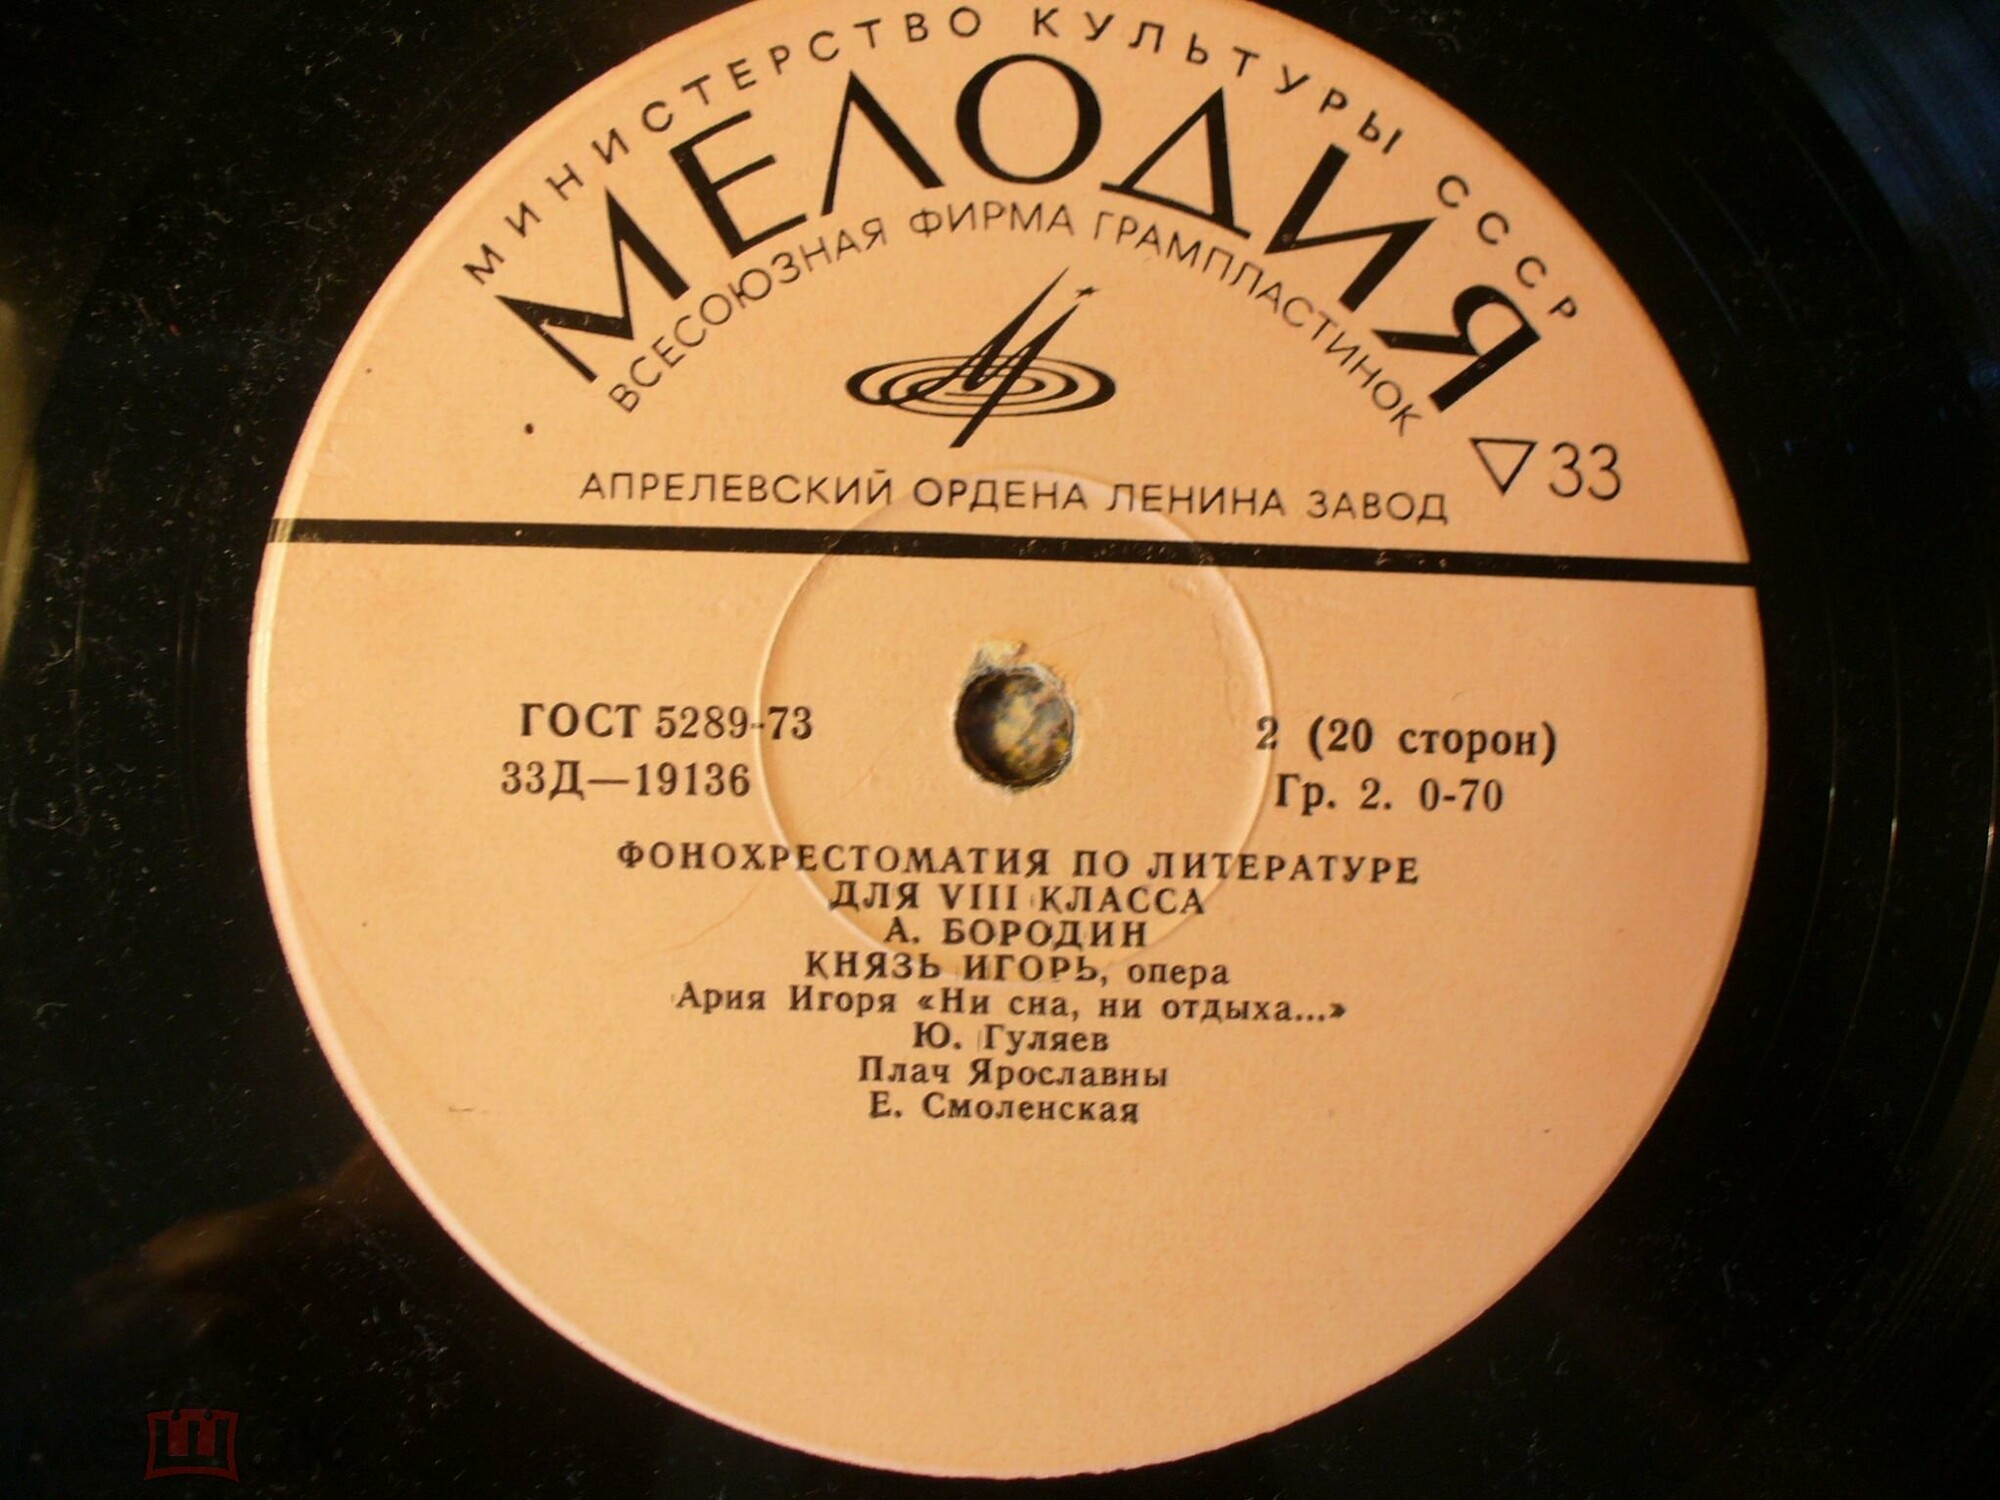 МИНИСТЕРСТВО КУЛЬТУРЫ СССР
МЕЛОДИЯ
ВСЕСОЮЗНАЯ ФИРМА ГРАМПЛАСТИНОК
33
АПРЕЛЕВСКИЙ ОРДЕНА ЛЕНИНА ЗАВОД
ГОСТ 5289-73
2 (20 сторон)
33Д—19136
Гр. 2. 0-70
ФОНОХРЕСТОМАТИЯ ПО ЛИТЕРАТУРЕ
ДЛЯ VIII КЛАССА
А. БОРОДИН
КНЯЗЬ ИГОРЬ, опера
Ария Игоря «Ни сна, ни отдыха...»
Ю. Гуляев
Плач Ярославны
Е. Смоленская